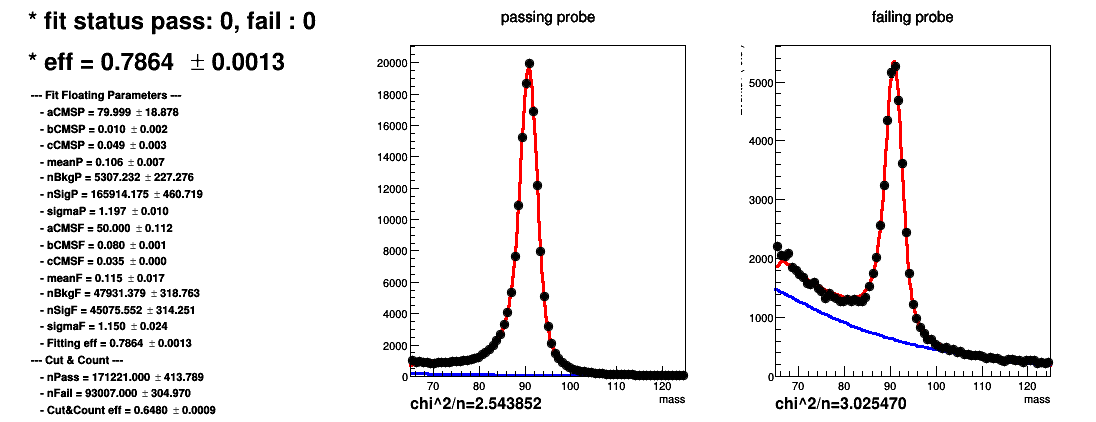 * fit status pass: 0, fail : 0
* eff = 0.7864 ± 0.0013
--- Fit Floating Parameters ---
- aCMSP = 79.999 ± 18.878
- bCMSP = 0.010 ± 0.002
- cCMSP = 0.049 ± 0.003
- meanP = 0.106 ± 0.007
- nBkgP = 5307.232 ± 227.276
- nSigP = 165914.175 ± 460.719
- sigmaP = 1.197 ± 0.010
- aCMSF = 50.000 ± 0.112
- bCMSF = 0.080 ± 0.001
- cCMSF = 0.035 ± 0.000
- meanF = 0.115 ± 0.017
- nBkgF = 47931.379 ± 318.763
- nSigF = 45075.552 ± 314.251
- sigmaF = 1.150 ± 0.024
- Fitting eff = 0.7864 ± 0.0013
--- Cut & Count ---
- nPass = 171221.000 ± 413.789
- nFail = 93007.000 ± 304.970
- Cut&Count eff = 0.6480 ± 0.0009
passing probe
20000
18000
16000
14000
12000
10000
8000
6000
4000
2000
0
70 80 90 100 110 120
mass
chi^2/n=2.543852
failing probe
5000
4000
3000
2000
1000
0
70 80 90 100 110 120
mass
chi^2/n=3.025470